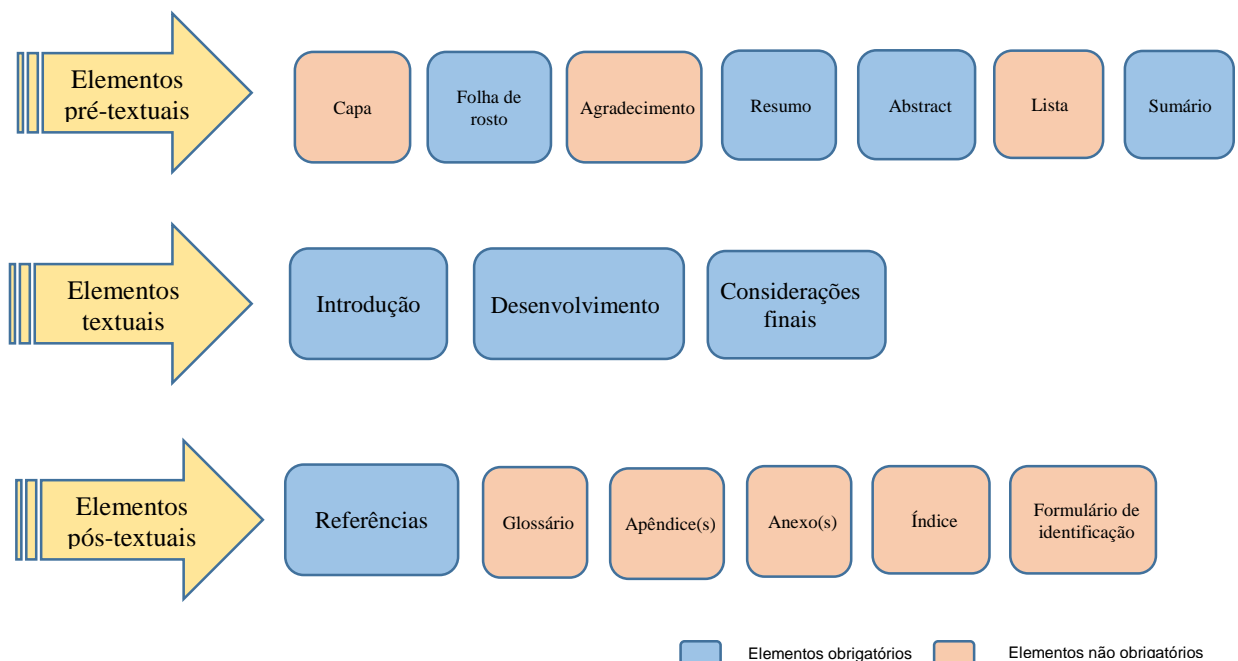 Elementos
pré-textuais
Capa
Folha de
rosto
Agradecimento
Resumo
Abstract
Lista
Sumário
Elementos
textuais
Introdução
Desenvolvimento
Considerações
finais
Elementos
pós-textuais
Referências
Glossário
Apêndice(s)
Anexo(s)
Índice
Formulário de
identificação
Elementos obrigatórios
Elementos não obrigatórios